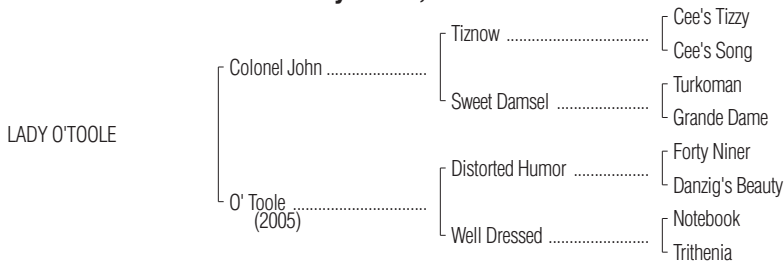 Tiznow ........................................
Cee's Tizzy
Cee's Song
Colonel John ............................
Sweet Damsel .........................
Turkoman
Grande Dame
LADY O'TOOLE
Distorted Humor .....................
Forty Niner
Danzig's Beauty
O' Toole .....................................
(2005)
Well Dressed ............................
Notebook
Trithenia